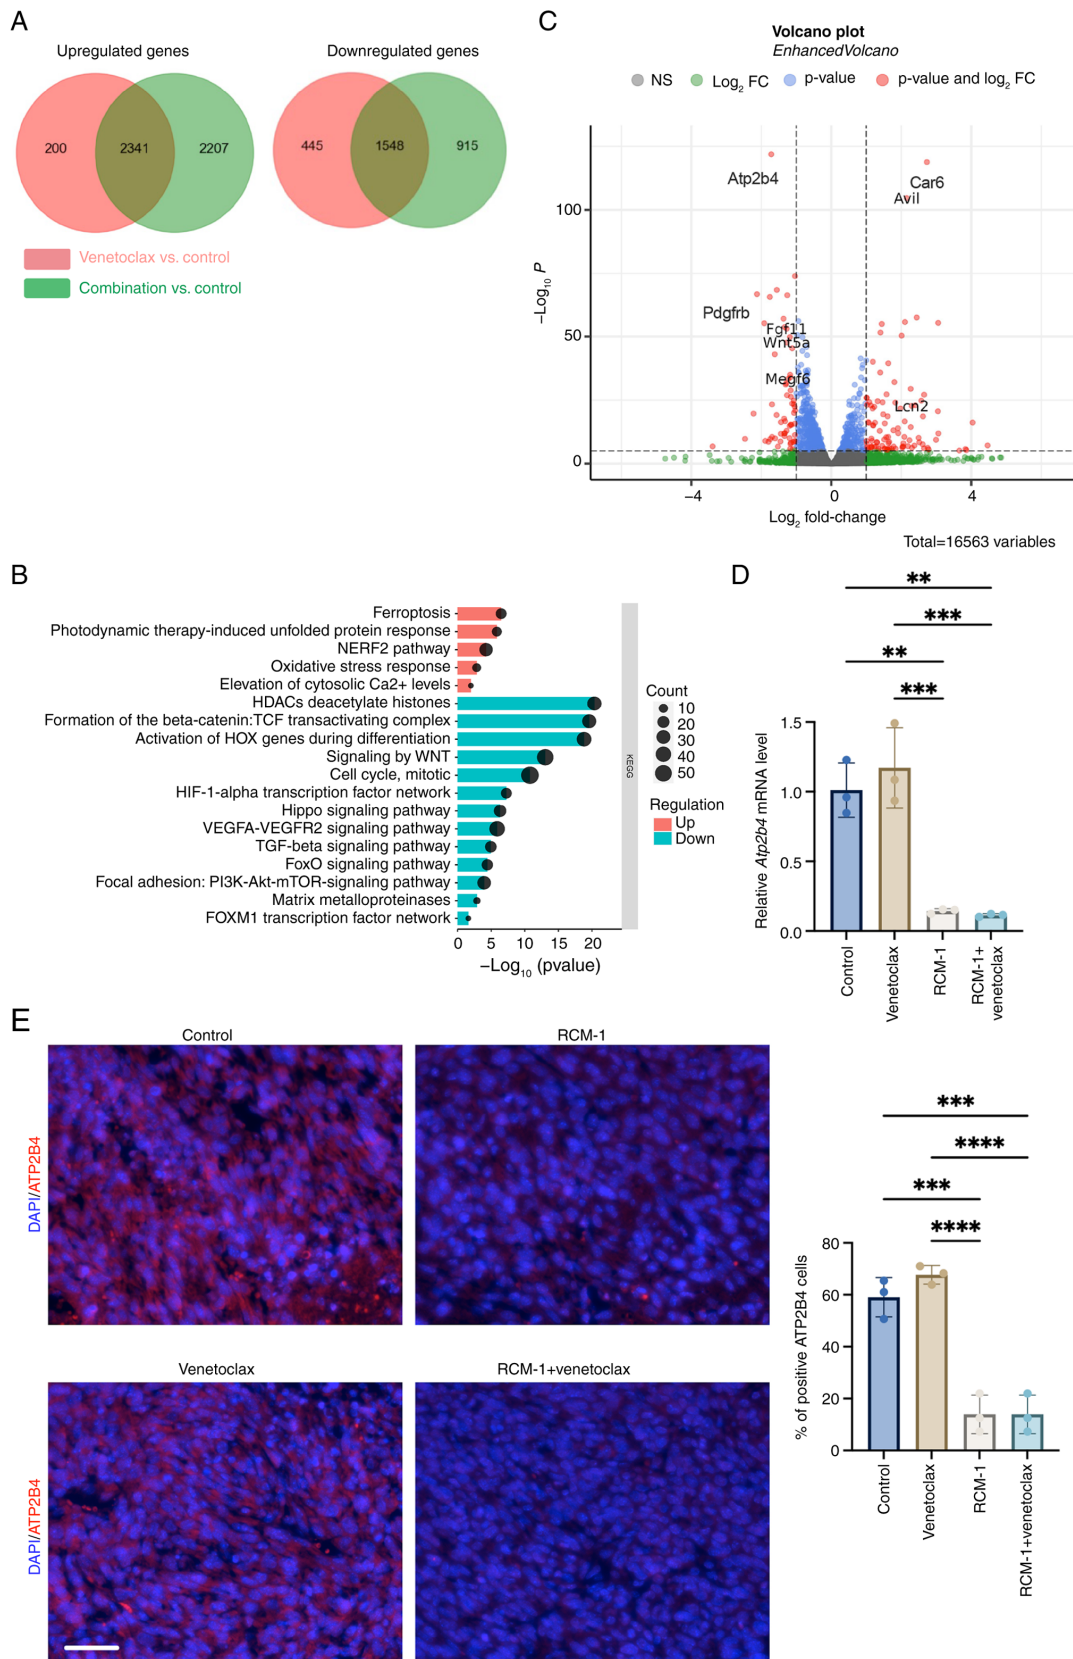 A
Upregulated genes
Downregulated genes
200
2341
2207
445
1548
915
Venetoclax vs. control
Combination vs. control
C
Volcano plot
EnhancedVolcano
NS
Log2 FC
p-value
p-value and log2 FC
Atp2b4
Car6
Avil
Pdgfrb
Fgf11
Wnt5a
Megf6
Lcn2
−Log10 P
100
50
0
−4
0
4
Log2 fold-change
Total=16563 variables
B
Ferroptosis
Photodynamic therapy-induced unfolded protein response
NERF2 pathway
Oxidative stress response
Elevation of cytosolic Ca2+ levels
HDACs deacetylate histones
Formation of the beta-catenin:TCF transactivating complex
Activation of HOX genes during differentiation
Signaling by WNT
Cell cycle, mitotic
HIF-1-alpha transcription factor network
Hippo signaling pathway
VEGFA-VEGFR2 signaling pathway
TGF-beta signaling pathway
FoxO signaling pathway
Focal adhesion: PI3K-Akt-mTOR-signaling pathway
Matrix metalloproteinases
FOXM1 transcription factor network
0 5 10 15 20
−Log10 (pvalue)
KEGG
Count
10
20
30
40
50
Regulation
Up
Down
D
**
***
**
***
Relative Atp2b4 mRNA level
1.5
1.0
0.5
0.0
Control
Venetoclax
RCM-1
RCM-1+
venetoclax
E
Control
RCM-1
DAPI/ATP2B4
Venetoclax
RCM-1+venetoclax
DAPI/ATP2B4
***
****
***
****
% of positive ATP2B4 cells
80
60
40
20
0
Control
Venetoclax
RCM-1
RCM-1+venetoclax